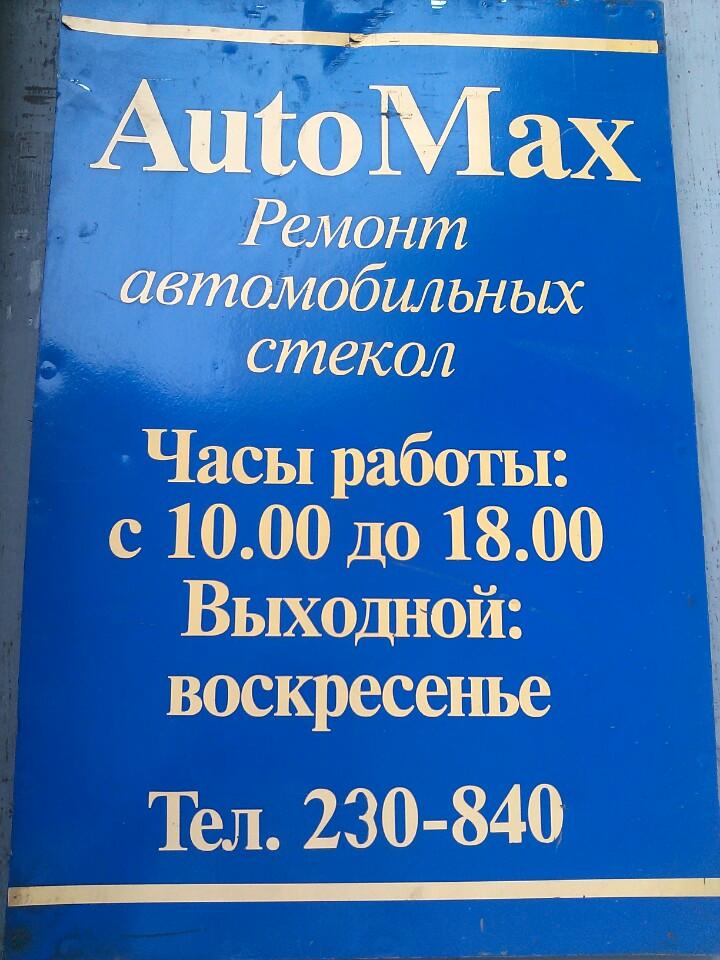 AutoMax
Ремонт
автомобильных
стекол
Часы работы:
с 10.00 до 18.00
Выходной:
воскресенье
Тел. 230-840